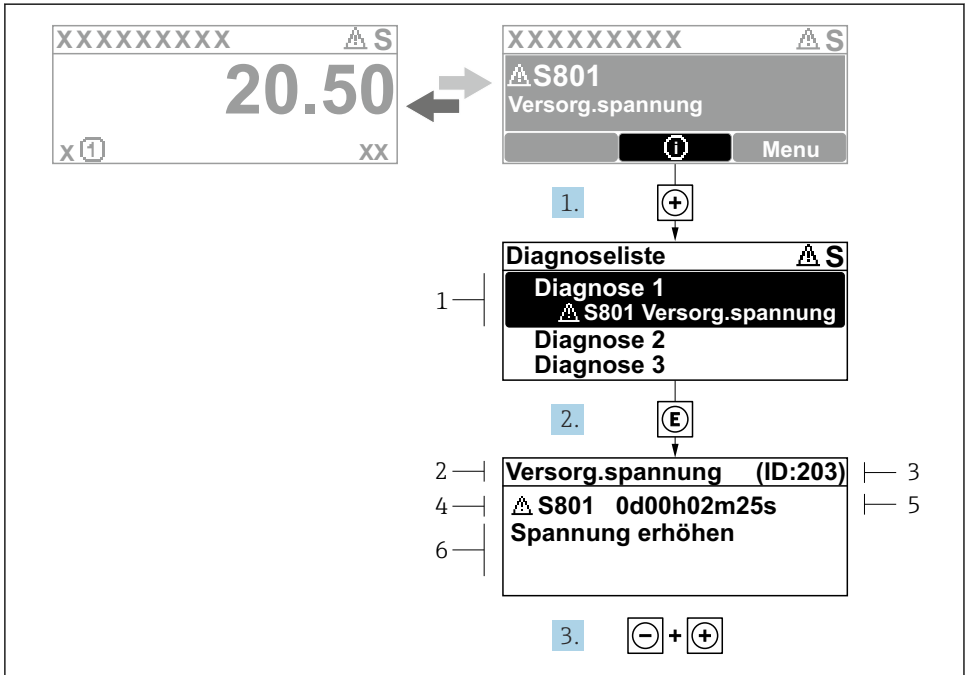 XXXXXXXXX ⚠ S
20.50
x ① xx
XXXXXXXXX ⚠ S
⚠ S801
Versorg.spannung
ⓘ Menu
1. +
Diagnoseliste ⚠ S
1
Diagnose 1
⚠ S801 Versorg.spannung
Diagnose 2
Diagnose 3
2. E
2 Versorg.spannung (ID:203) 3
4 ⚠ S801 0d00h02m25s 5
6 Spannung erhöhen
3. - + +